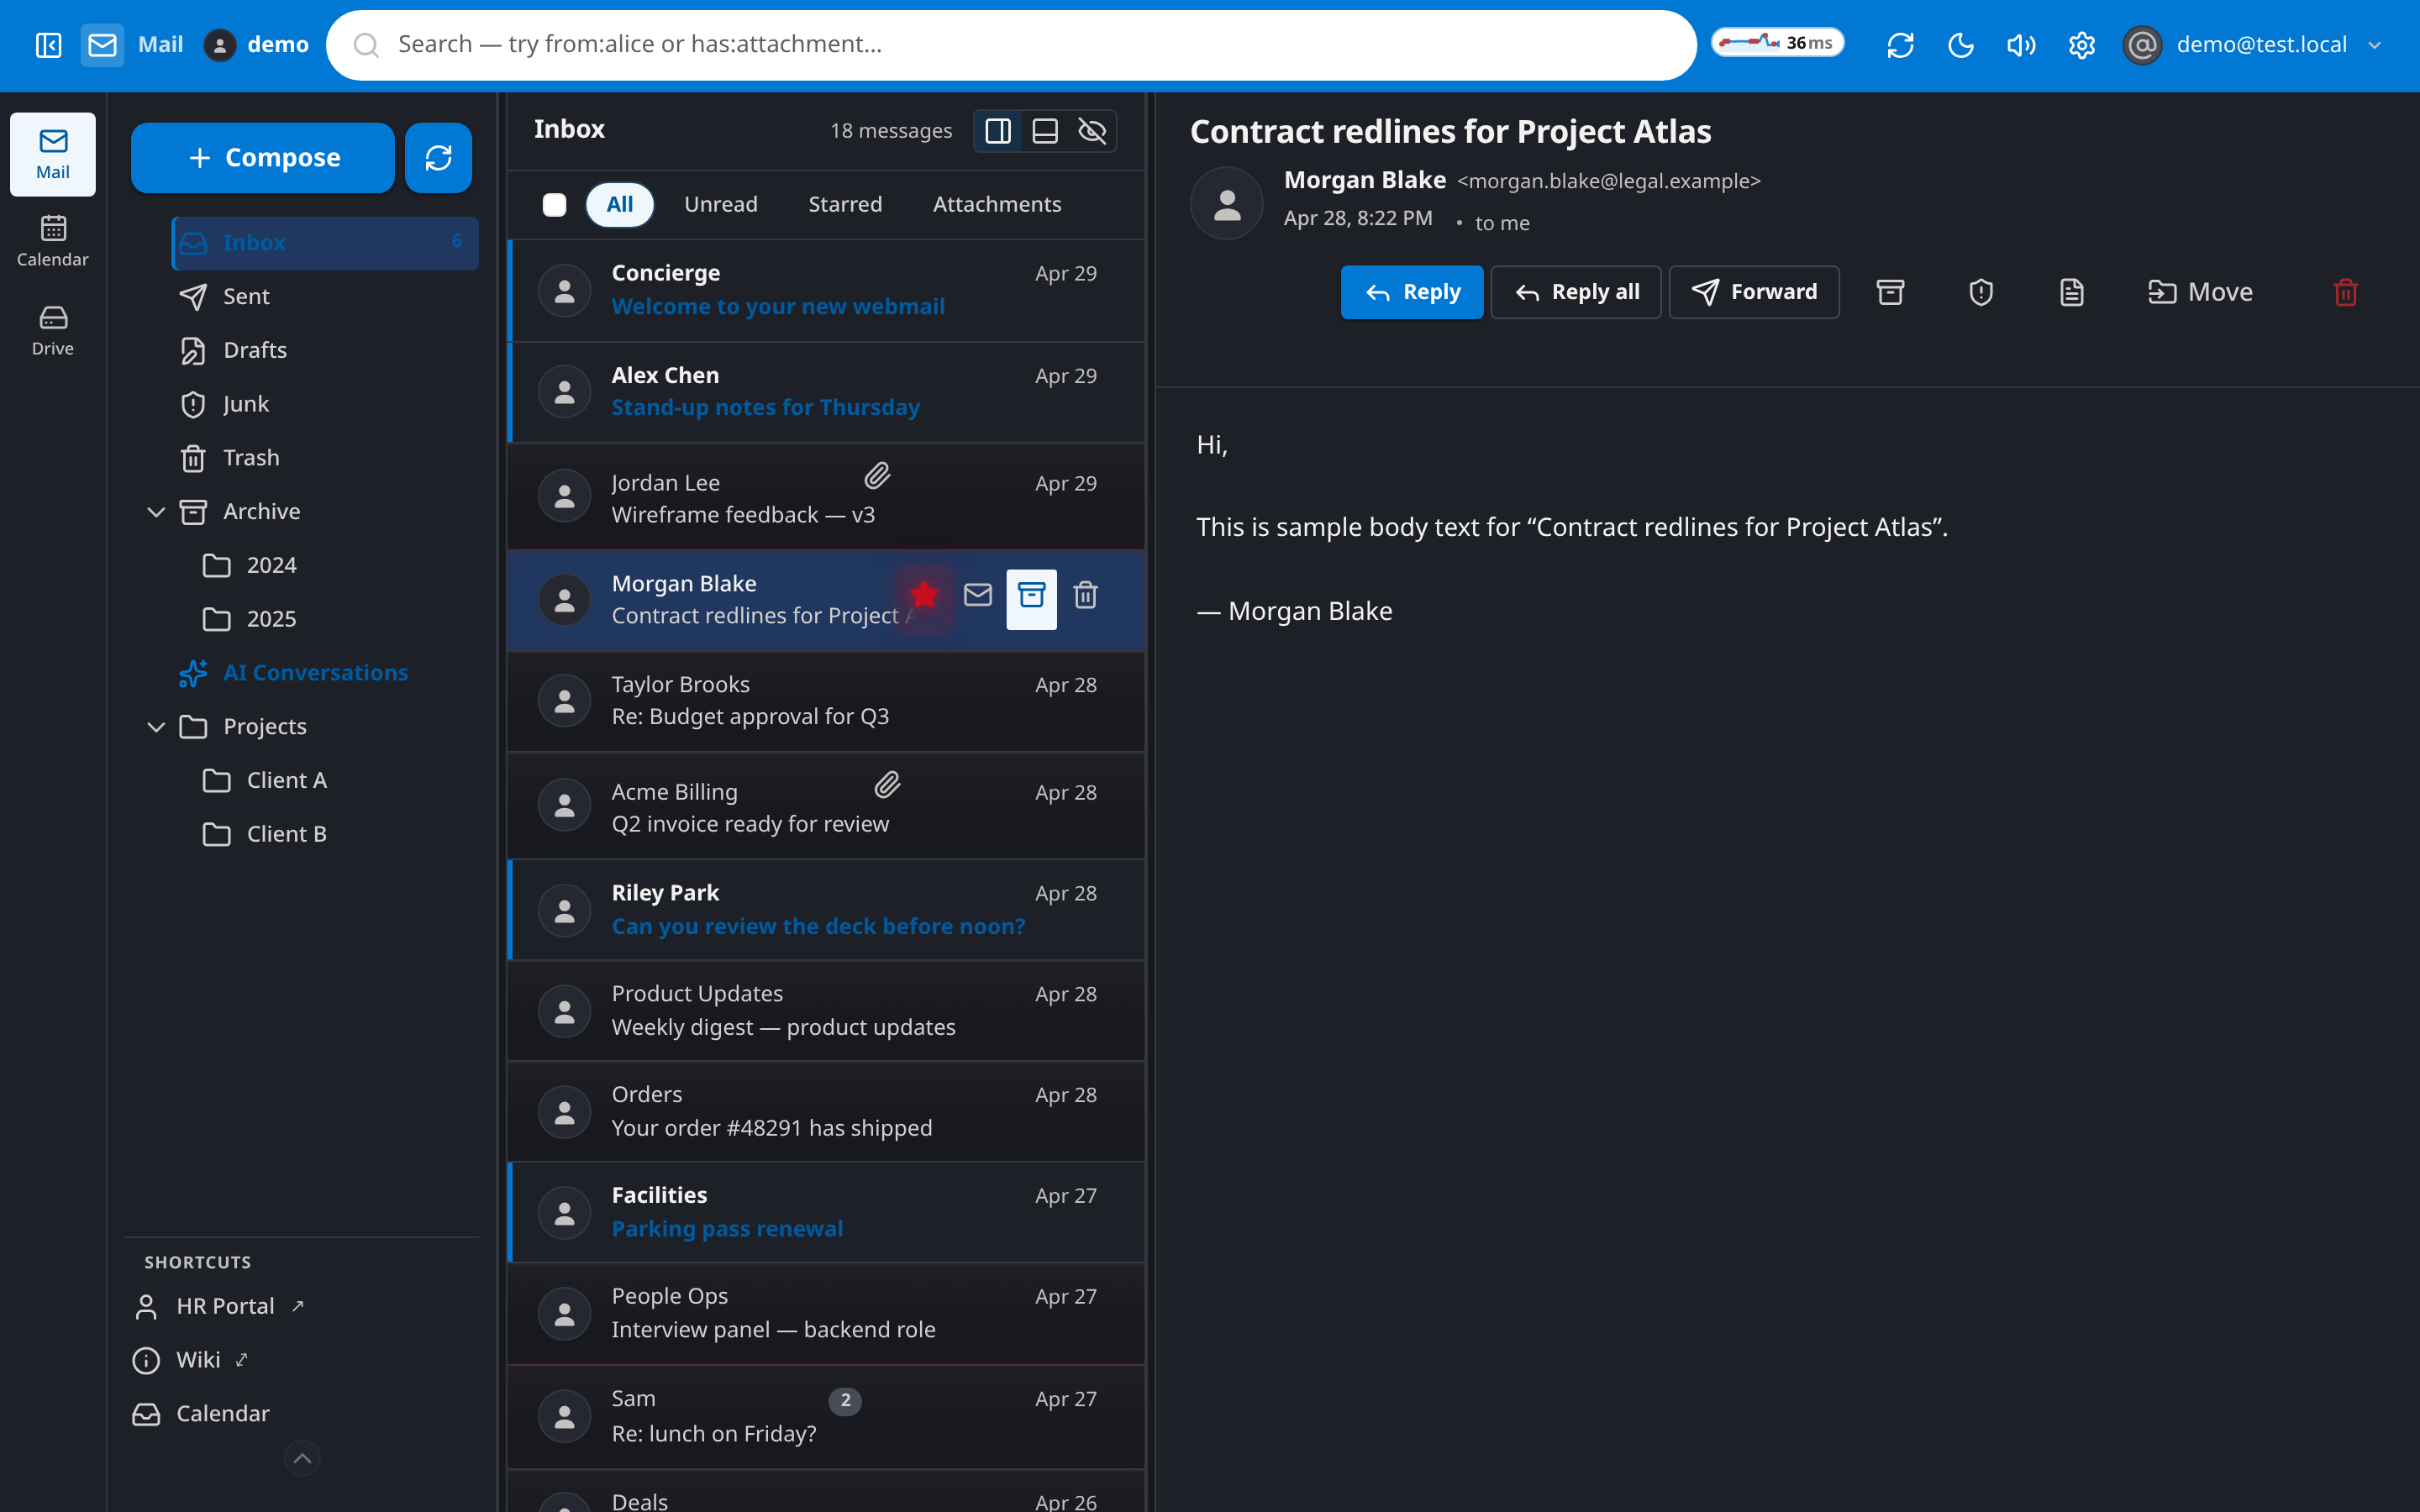 Mail
demo
Search — try from:alice or has:attachment...
36 ms
demo@test.local
Mail
Calendar
Drive
Compose
Inbox 6
Sent
Drafts
Junk
Trash
Archive
2024
2025
AI Conversations
Projects
Client A
Client B
SHORTCUTS
HR Portal ↗
Wiki ⤢
Calendar
Inbox
18 messages
All Unread Starred Attachments
Concierge Apr 29
Welcome to your new webmail
Alex Chen Apr 29
Stand-up notes for Thursday
Jordan Lee Apr 29
Wireframe feedback — v3
Morgan Blake
Contract redlines for Project
Taylor Brooks Apr 28
Re: Budget approval for Q3
Acme Billing Apr 28
Q2 invoice ready for review
Riley Park Apr 28
Can you review the deck before noon?
Product Updates Apr 28
Weekly digest — product updates
Orders Apr 28
Your order #48291 has shipped
Facilities Apr 27
Parking pass renewal
People Ops Apr 27
Interview panel — backend role
Sam 2 Apr 27
Re: lunch on Friday?
Deals Apr 26
Contract redlines for Project Atlas
Morgan Blake <morgan.blake@legal.example>
Apr 28, 8:22 PM • to me
Reply Reply all Forward Move
Hi,
This is sample body text for “Contract redlines for Project Atlas”.
— Morgan Blake